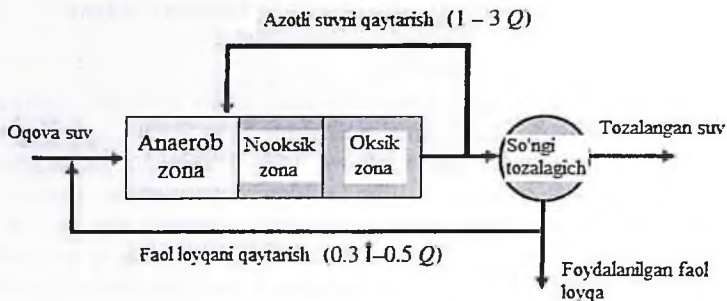 Azotli suvni qaytarish (1 – 3 Q)
Oqova suv
Anaerob
zona
Nooksik
zona
Oksik
zona
So'ngi
tozalagich
Tozalangan suv
Faol loyqani qaytarish (0.3 1–0.5 Q)
Foydalanilgan faol
loyqa